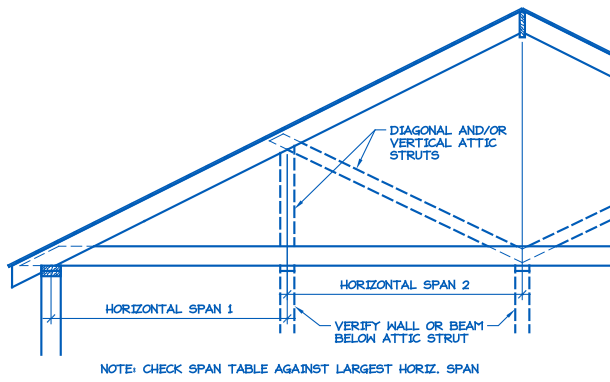 DIAGONAL AND/OR
VERTICAL ATTIC
STRUTS
HORIZONTAL SPAN 2
HORIZONTAL SPAN 1
VERIFY WALL OR BEAM
BELOW ATTIC STRUT
NOTE: CHECK SPAN TABLE AGAINST LARGEST HORIZ. SPAN